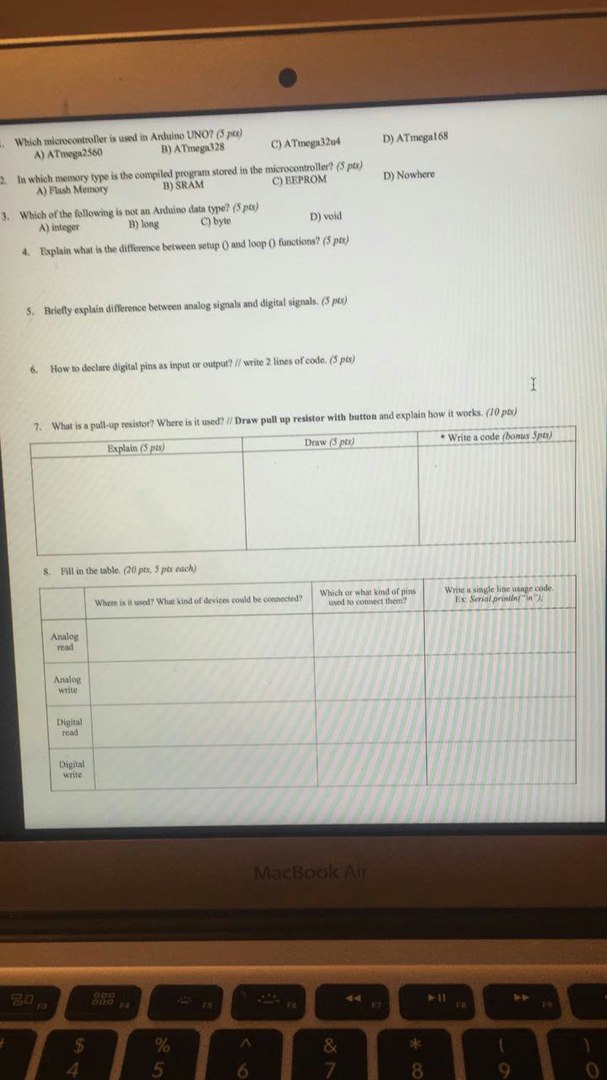 . Which microcontroller is used in Arduino UNO? (5 pts)
A) ATmega2560 B) ATmega328 C) ATmega32u4 D) ATmega168
2. In which memory type is the compiled program stored in the microcontroller? (5 pts)
A) Flash Memory B) SRAM C) EEPROM D) Nowhere
3. Which of the following is not an Arduino data type? (5 pts)
A) integer B) long C) byte D) void
4. Explain what is the difference between setup () and loop () functions? (5 pts)
5. Briefly explain difference between analog signals and digital signals. (5 pts)
6. How to declare digital pins as input or output? // write 2 lines of code. (5 pts)
7. What is a pull-up resistor? Where is it used? // Draw pull up resistor with button and explain how it works. (10 pts)
Explain (5 pts) Draw (5 pts) * Write a code (bonus 5pts)
8. Fill in the table. (20 pts, 5 pts each)
Where is it used? What kind of devices could be connected?
Which or what kind of pins
used to connect them?
Write a single line usage code.
Ex: Serial.println("\n");
Analog
read
Analog
write
Digital
read
Digital
write
MacBook Air
F3 F4 F5 F6 F7 F8 F9
$ % ^ & * ( )
4 5 6 7 8 9 0